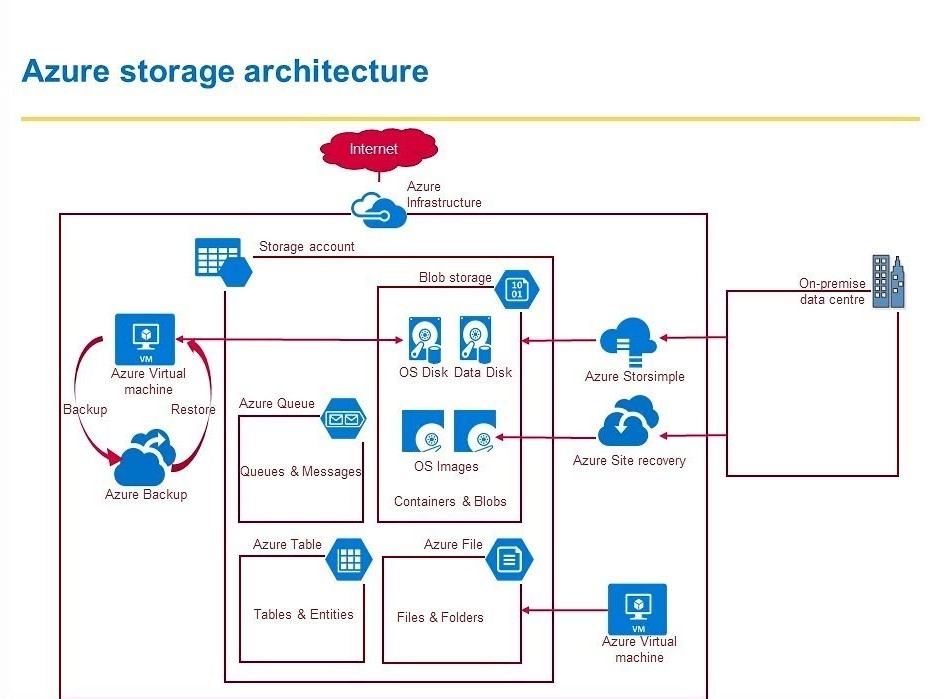 Azure storage architecture
Internet
Azure
Infrastructure
Storage account
Blob storage
10
01
On-premise
data centre
VM
Azure Virtual
machine
OS Disk Data Disk
Azure Storsimple
Backup
Restore
Azure Queue
Queues & Messages
OS Images
Azure Site recovery
Azure Backup
Containers & Blobs
Azure Table
Azure File
Tables & Entities
Files & Folders
VM
Azure Virtual
machine